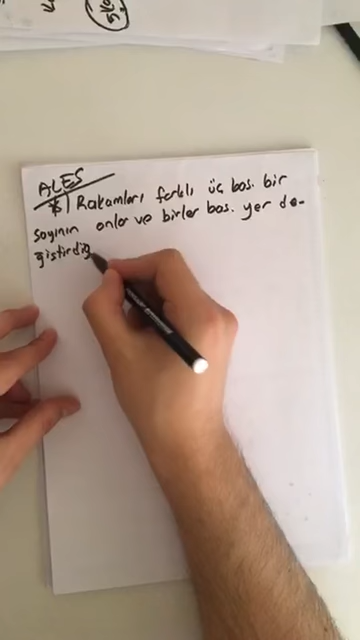 ALES
*) Rakamları farklı üç bas. bir
sayının onlar ve birler bas. yer de-
ğiştirdiğ